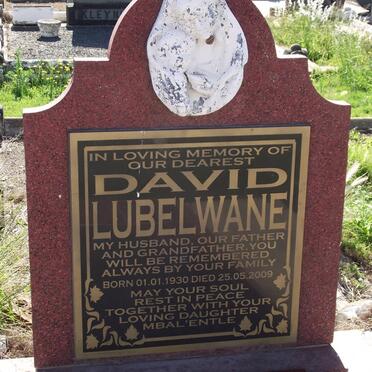 IN LOVING MEMORY OF
OUR DEAREST
DAVID
LUBELWANE
MY HUSBAND, OUR FATHER
AND GRANDFATHER. YOU
WILL BE REMEMBERED
ALWAYS BY YOUR FAMILY
BORN 01.01.1930 DIED 25.05.2009
MAY YOUR SOUL
REST IN PEACE
TOGETHER WITH YOUR
LOVING DAUGHTER
MBAL'ENTLE